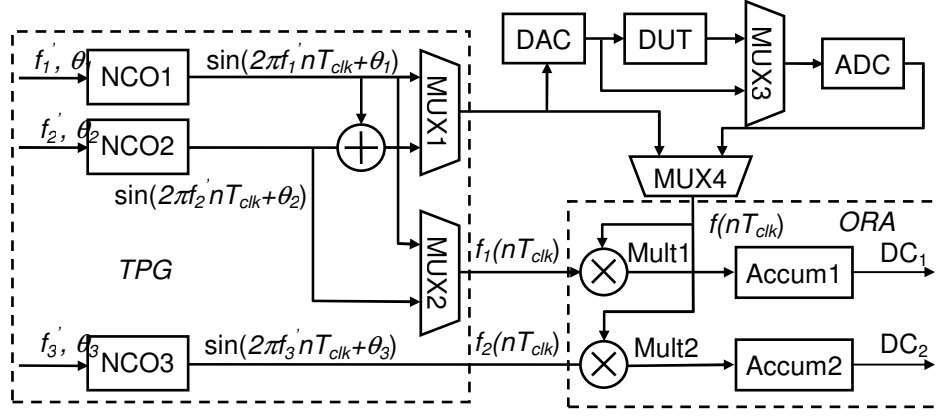 f1', θ1
NCO1
sin(2πf1'nTclk+θ1)
MUX1
DAC
DUT
MUX3
ADC
f2', θ2
NCO2
sin(2πf2'nTclk+θ2)
MUX4
TPG
MUX2
f1(nTclk)
Mult1
f(nTclk)
ORA
Accum1
DC1
f3', θ3
NCO3
sin(2πf3'nTclk+θ3)
f2(nTclk)
Mult2
Accum2
DC2